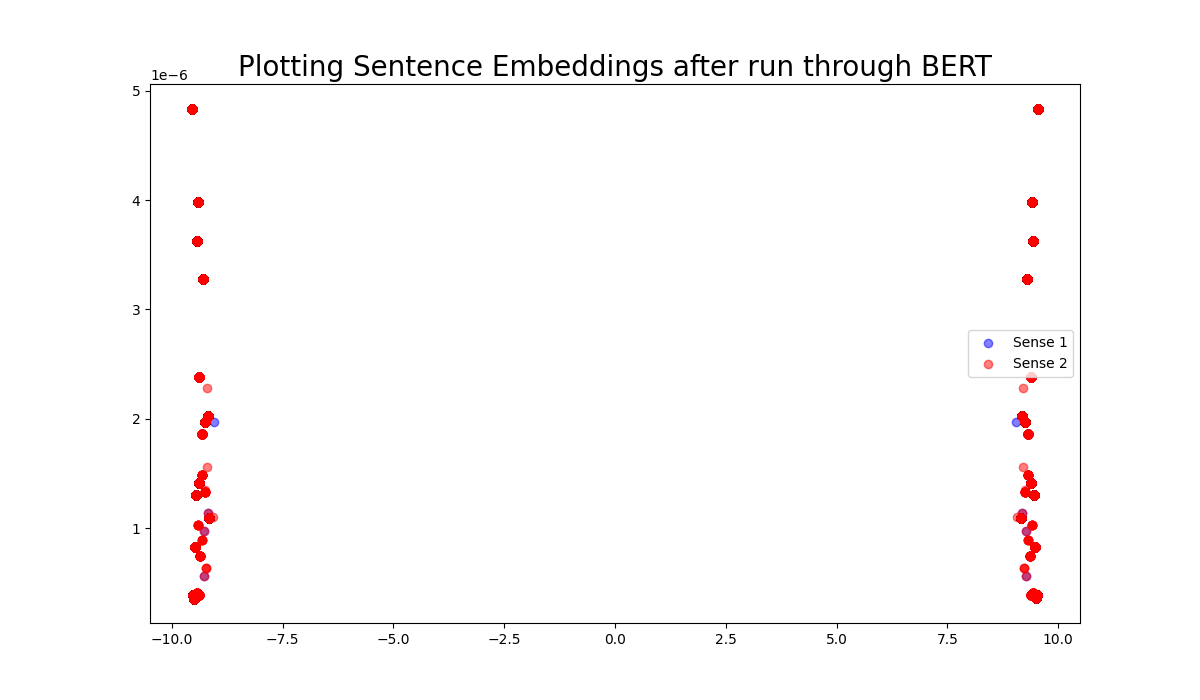 Plotting Sentence Embeddings after run through BERT
1e−6
5
4
3
2
1
Sense 1
Sense 2
−10.0 −7.5 −5.0 −2.5 0.0 2.5 5.0 7.5 10.0